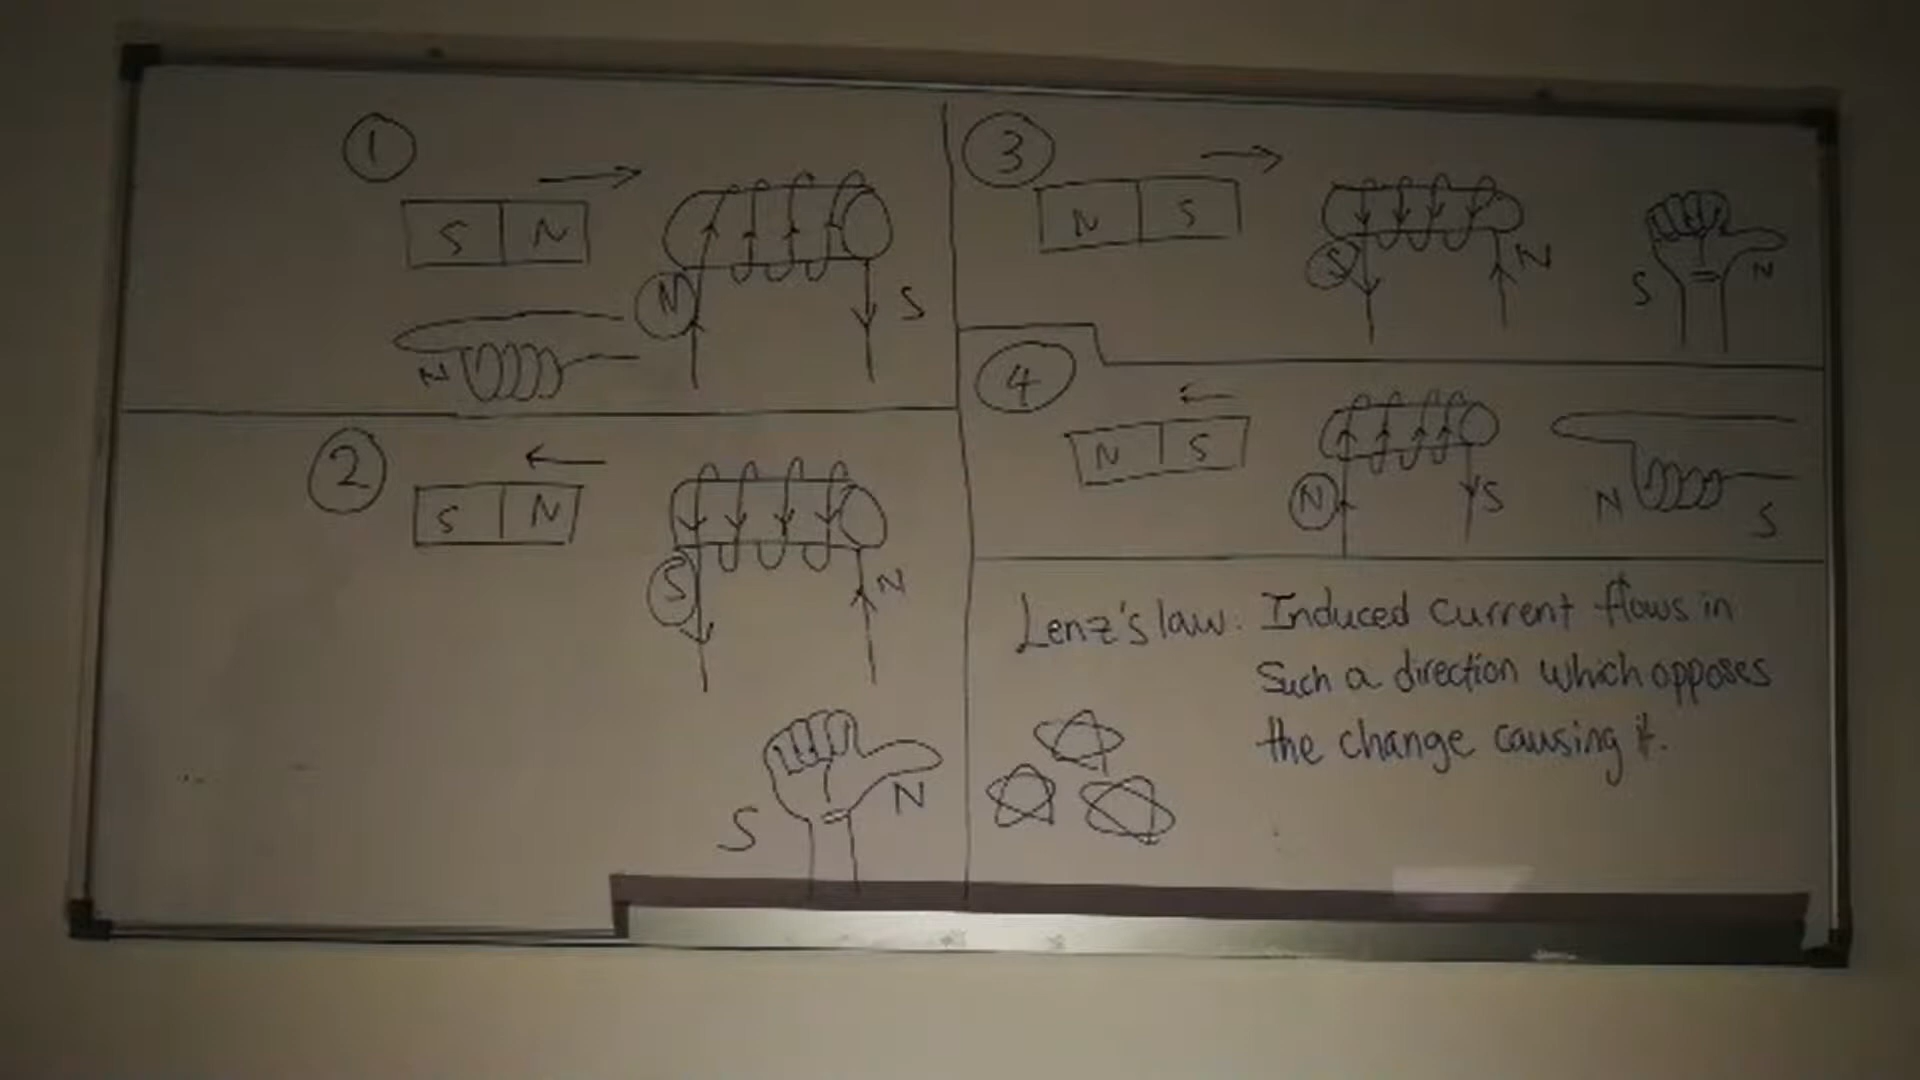 1
S N
N S
N
2
S N
S N
S N
3
N S
S N
S N
4
N S
N S
N S
Lenz's law: Induced current flows in
Such a direction which opposes
the change causing it.